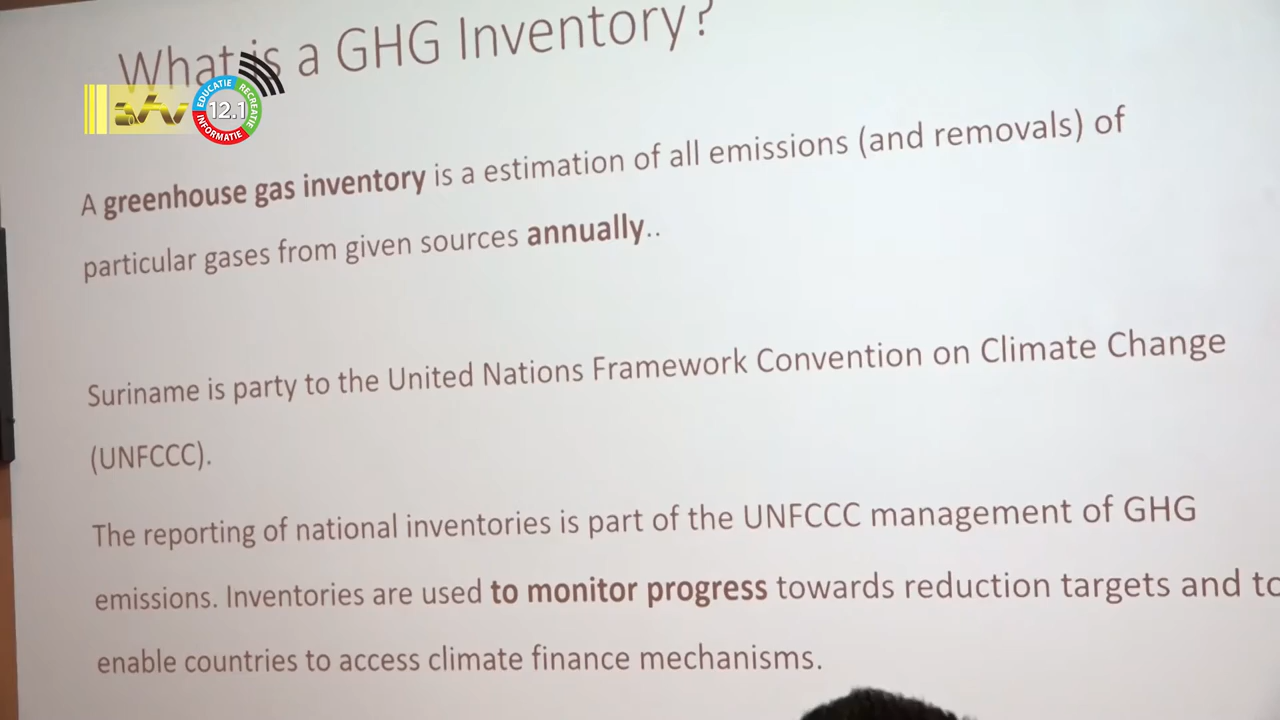 What is a GHG Inventory?
EDUCATIE
RECREATIE
INFORMATIE
12.1
A greenhouse gas inventory is a estimation of all emissions (and removals) of
particular gases from given sources annually..
Suriname is party to the United Nations Framework Convention on Climate Change
(UNFCCC).
The reporting of national inventories is part of the UNFCCC management of GHG
emissions. Inventories are used to monitor progress towards reduction targets and to
enable countries to access climate finance mechanisms.